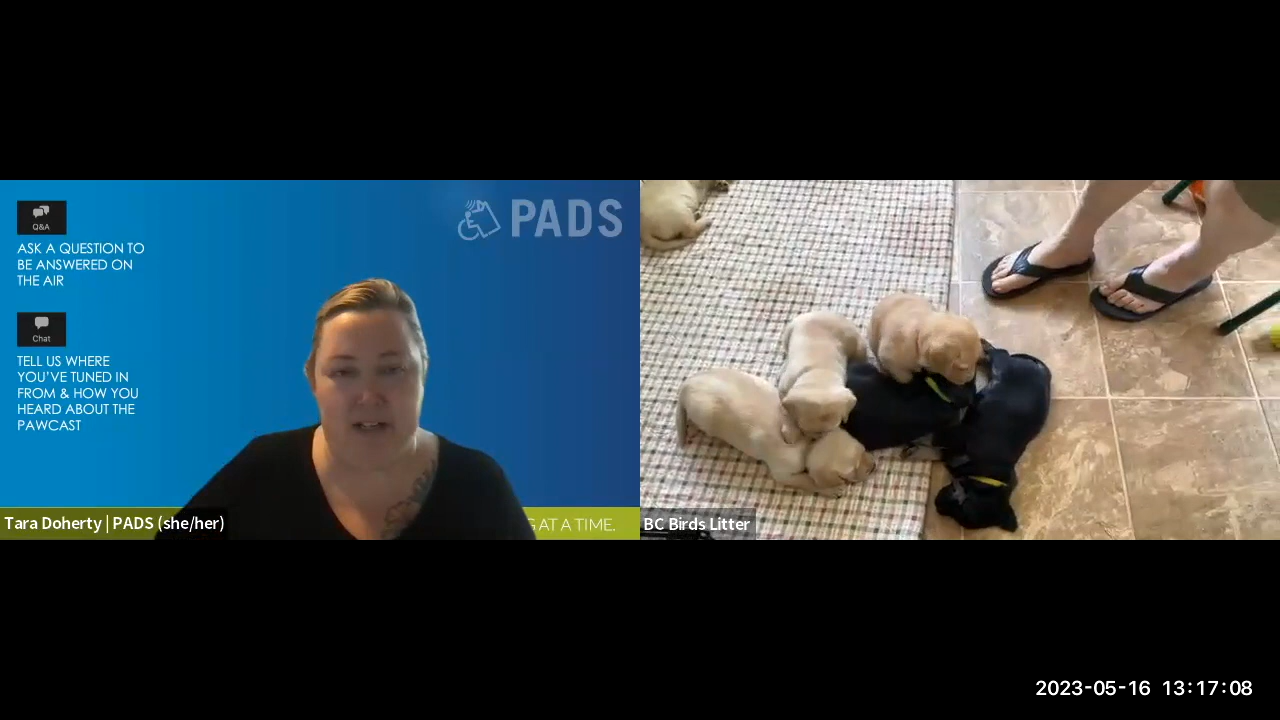 Q&A
ASK A QUESTION TO
BE ANSWERED ON
THE AIR
Chat
TELL US WHERE
YOU'VE TUNED IN
FROM & HOW YOU
HEARD ABOUT THE
PAWCAST
PADS
G AT A TIME.
Tara Doherty | PADS (she/her)
BC Birds Litter
2023-05-16 13:17:08